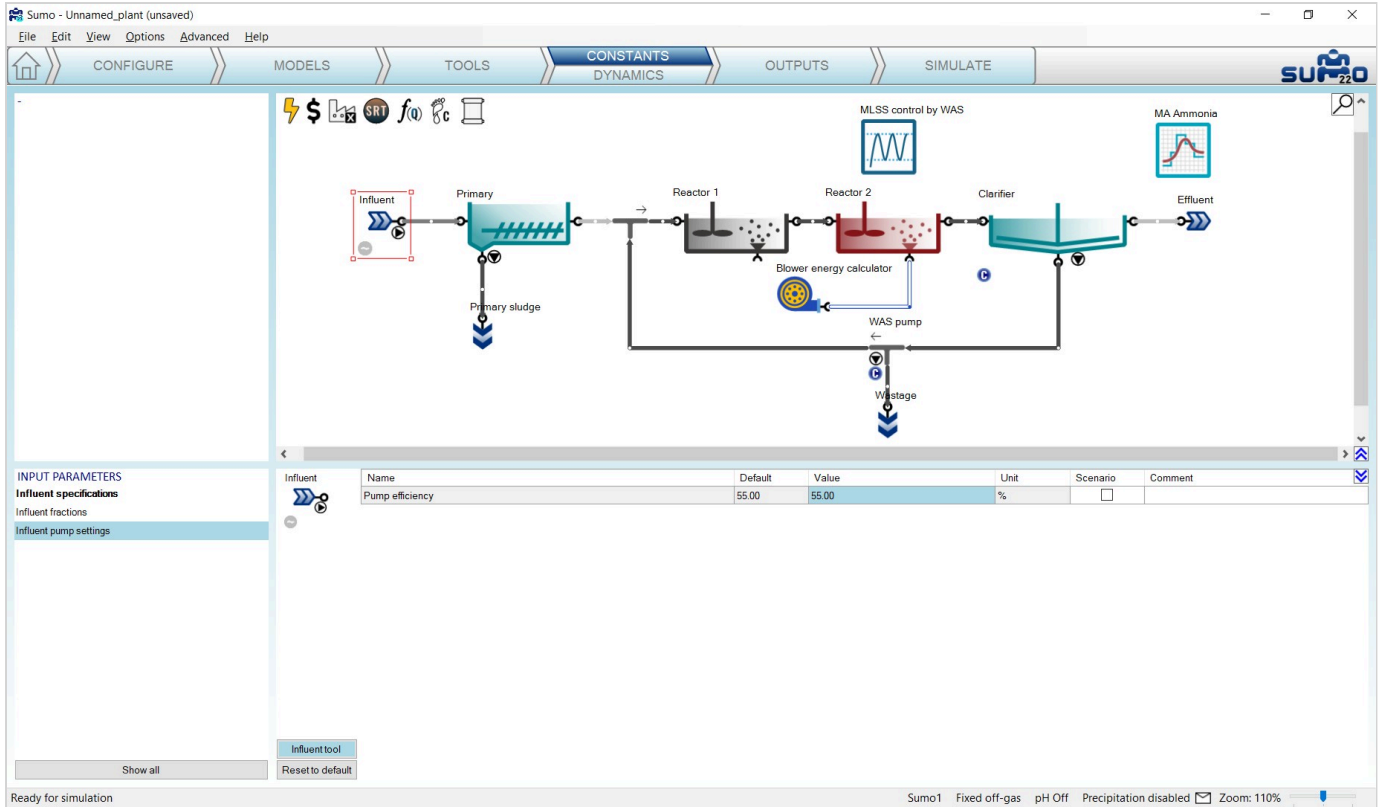 Sumo - Unnamed_plant (unsaved)
File Edit View Options Advanced Help
CONFIGURE MODELS TOOLS CONSTANTS DYNAMICS OUTPUTS SIMULATE
SUMO 22
-
$ SRT f(Q) C
MLSS control by WAS
MA Ammonia
Influent
Primary
Reactor 1
Reactor 2
Clarifier
Effluent
Blower energy calculator
C
Primary sludge
WAS pump
C
Wastage
INPUT PARAMETERS
Influent specifications
Influent fractions
Influent pump settings
Show all
Influent
Name Default Value Unit Scenario Comment
Pump efficiency 55.00 55.00 %
Influent tool
Reset to default
Ready for simulation
Sumo1 Fixed off-gas pH Off Precipitation disabled Zoom: 110%